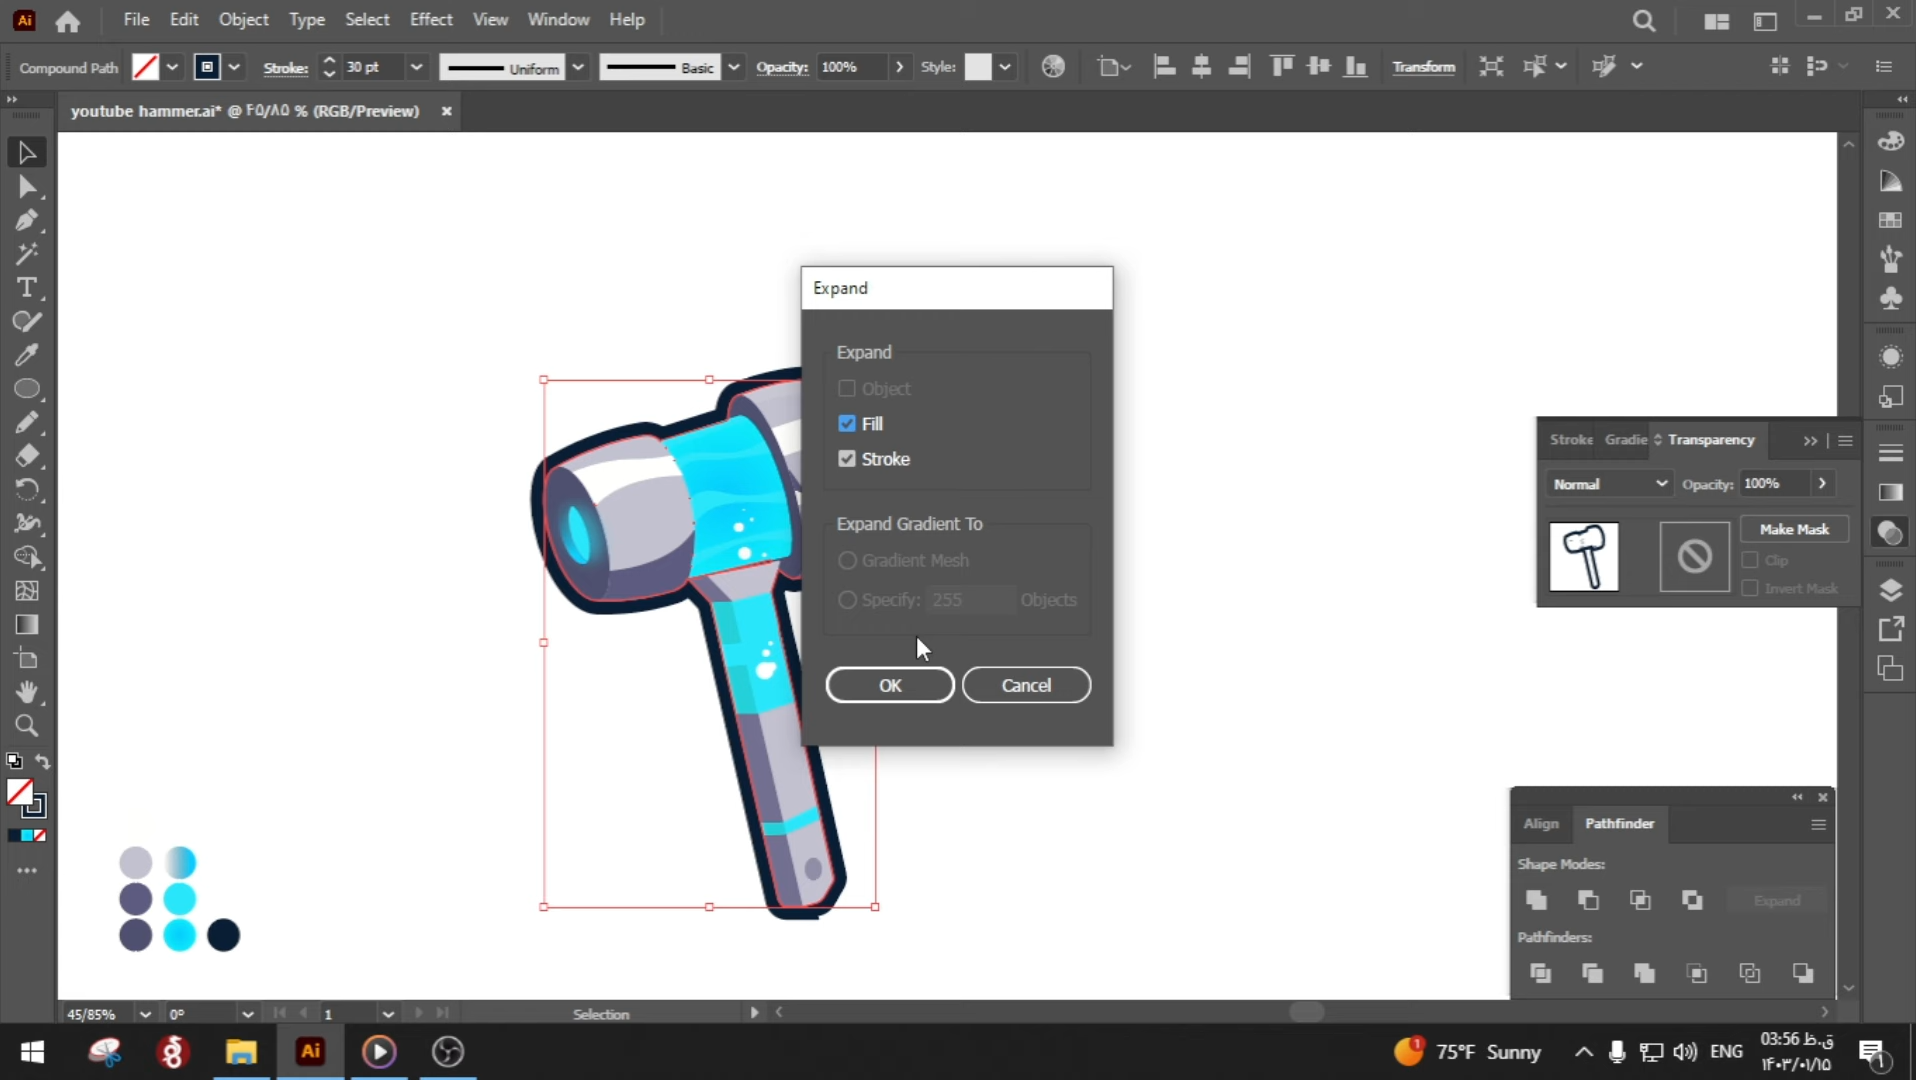 Ai File Edit Object Type Select Effect View Window Help
Compound Path Stroke: 30 pt Uniform Basic Opacity: 100% Style: Transform
youtube hammer.ai* @ ۴۵/۸۵ % (RGB/Preview)
Expand
Expand
Object
Fill
Stroke
Expand Gradient To
Gradient Mesh
Specify: 255 Objects
OK Cancel
Stroke Gradie Transparency
Normal Opacity: 100%
Make Mask
Clip
Invert Mask
Align Pathfinder
Shape Modes:
Expand
Pathfinders:
45/85% 0° 1 Selection
Ai 1 75°F Sunny ENG 03:56 ق.ظ
۱۴۰۳/۰۱/۱۵ ۱